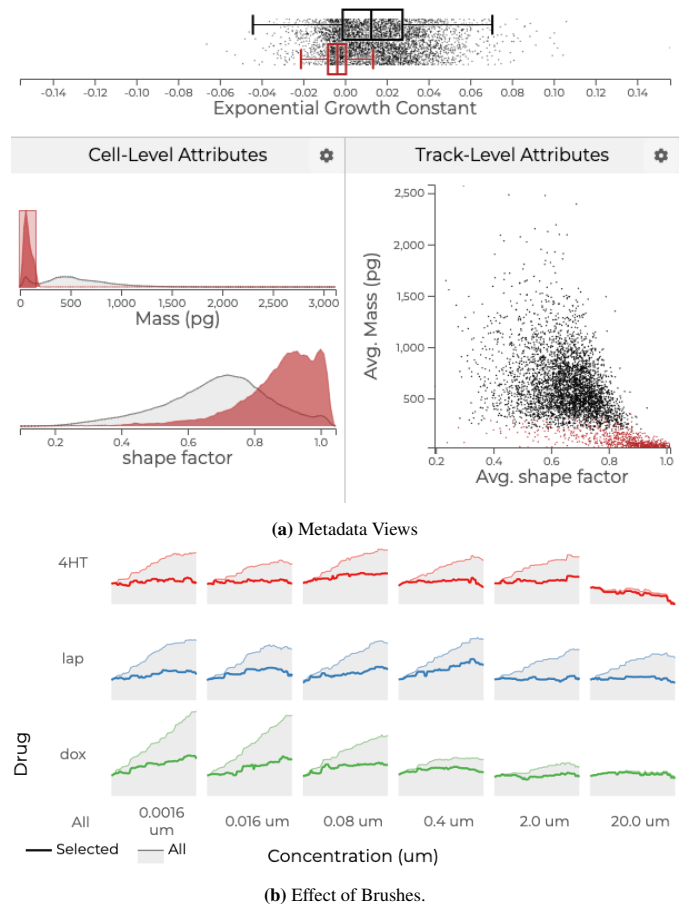 -0.14 -0.12 -0.10 -0.08 -0.06 -0.04 -0.02 0.00 0.02 0.04 0.06 0.08 0.10 0.12 0.14
Exponential Growth Constant
Cell-Level Attributes
0 500 1,000 1,500 2,000 2,500 3,000
Mass (pg)
0.2 0.4 0.6 0.8 1.0
shape factor
Track-Level Attributes
2,500
2,000
1,500
1,000
500
Avg. Mass (pg)
0.2 0.4 0.6 0.8 1.0
Avg. shape factor
(a) Metadata Views
4HT
lap
dox
Drug
All 0.0016 um 0.016 um 0.08 um 0.4 um 2.0 um 20.0 um
Selected All
Concentration (um)
(b) Effect of Brushes.